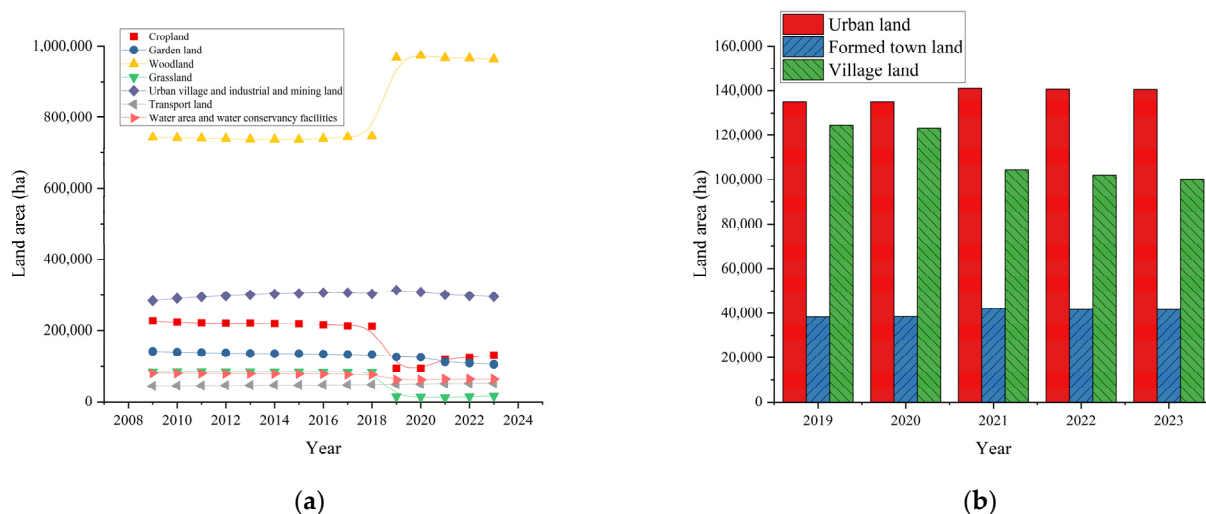 Cropland
Garden land
Woodland
Grassland
Urban village and industrial and mining land
Transport land
Water area and water conservancy facilities
1,000,000
800,000
600,000
400,000
200,000
0
Land area (ha)
2008 2010 2012 2014 2016 2018 2020 2022 2024
Year
(a)
Urban land
Formed town land
Village land
160,000
140,000
120,000
100,000
80,000
60,000
40,000
20,000
0
Land area (ha)
2019 2020 2021 2022 2023
Year
(b)